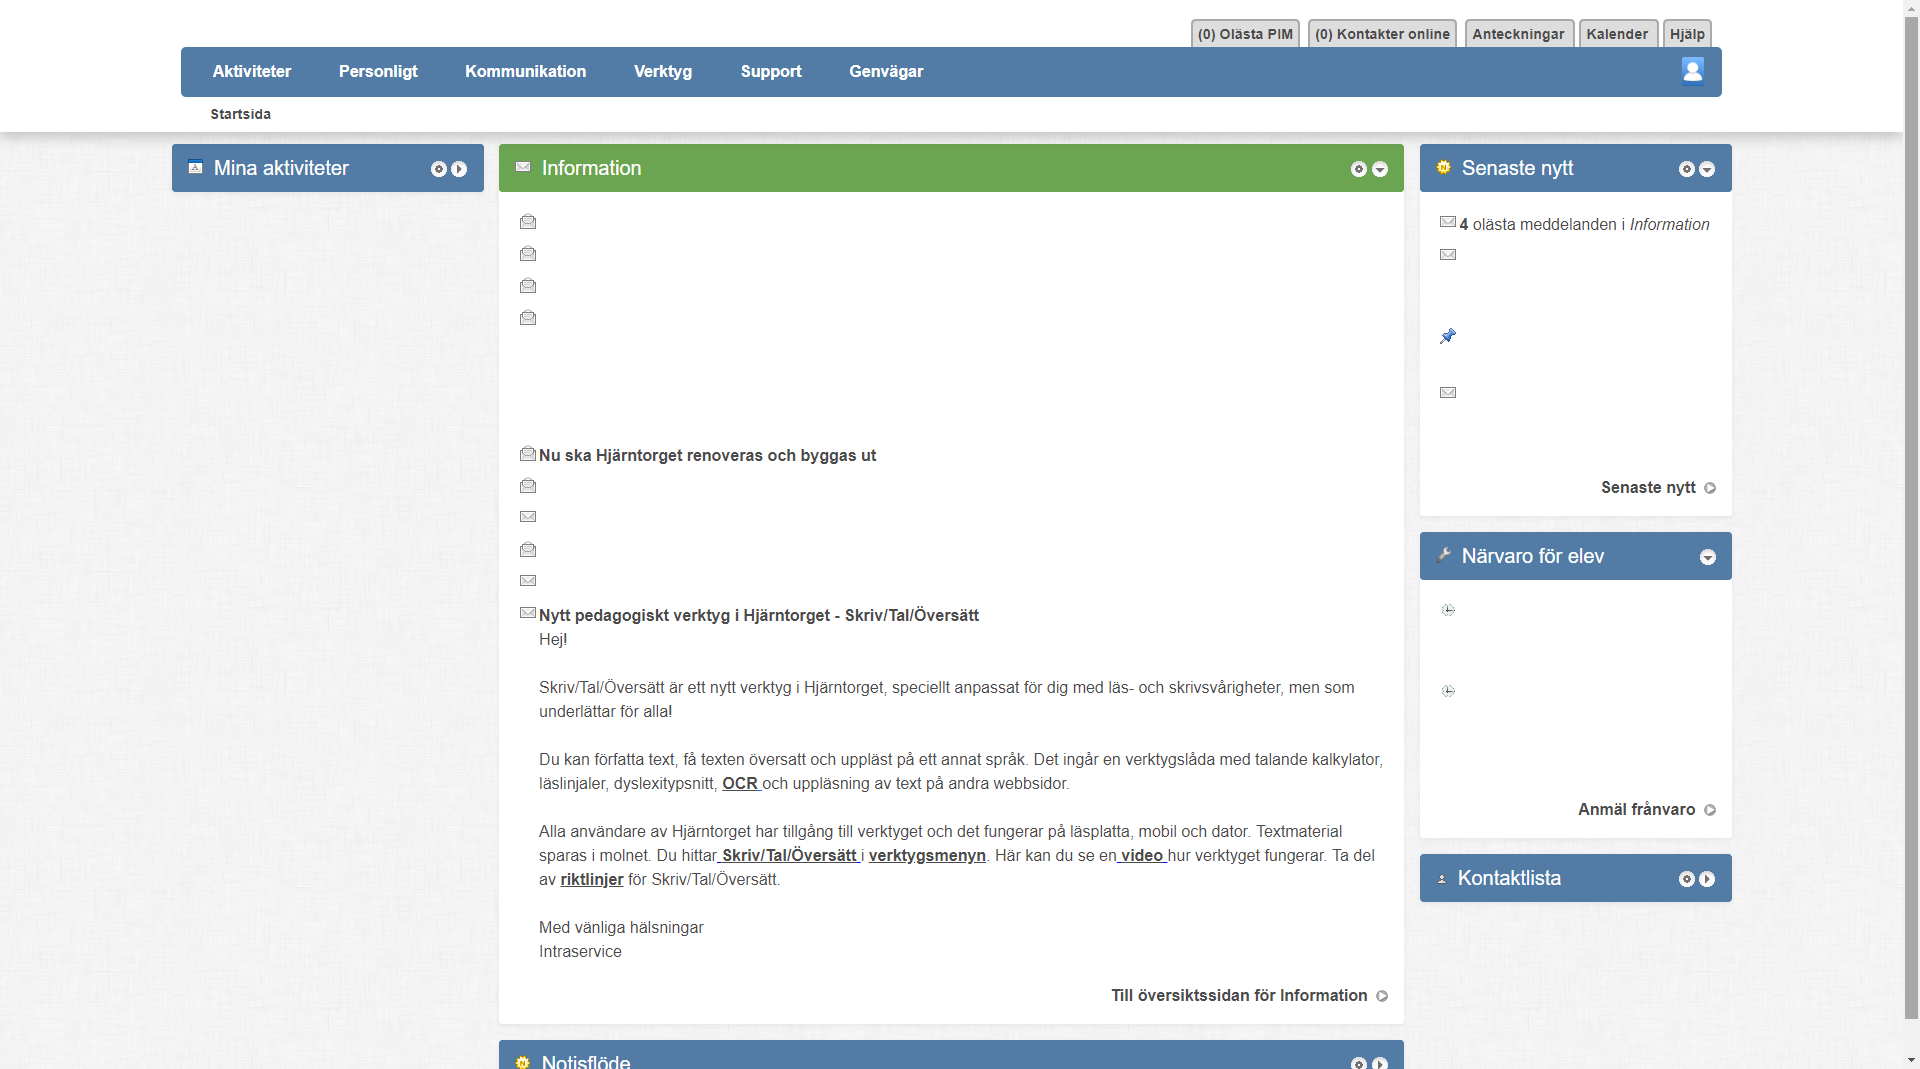 (0) Olästa PIM
(0) Kontakter online
Anteckningar
Kalender
Hjälp
Aktiviteter
Personligt
Kommunikation
Verktyg
Support
Genvägar
Startsida
Mina aktiviteter
Information
Nu ska Hjärntorget renoveras och byggas ut
Nytt pedagogiskt verktyg i Hjärntorget - Skriv/Tal/Översätt
Hej!
Skriv/Tal/Översätt är ett nytt verktyg i Hjärntorget, speciellt anpassat för dig med läs- och skrivsvårigheter, men som
underlättar för alla!
Du kan författa text, få texten översatt och uppläst på ett annat språk. Det ingår en verktygslåda med talande kalkylator,
läslinjaler, dyslexitypsnitt, OCR och uppläsning av text på andra webbsidor.
Alla användare av Hjärntorget har tillgång till verktyget och det fungerar på läsplatta, mobil och dator. Textmaterial
sparas i molnet. Du hittar Skriv/Tal/Översätt i verktygsmenyn. Här kan du se en video hur verktyget fungerar. Ta del
av riktlinjer för Skriv/Tal/Översätt.
Med vänliga hälsningar
Intraservice
Till översiktssidan för Information
Notisflöde
Senaste nytt
4 olästa meddelanden i Information
Senaste nytt
Närvaro för elev
Anmäl frånvaro
Kontaktlista